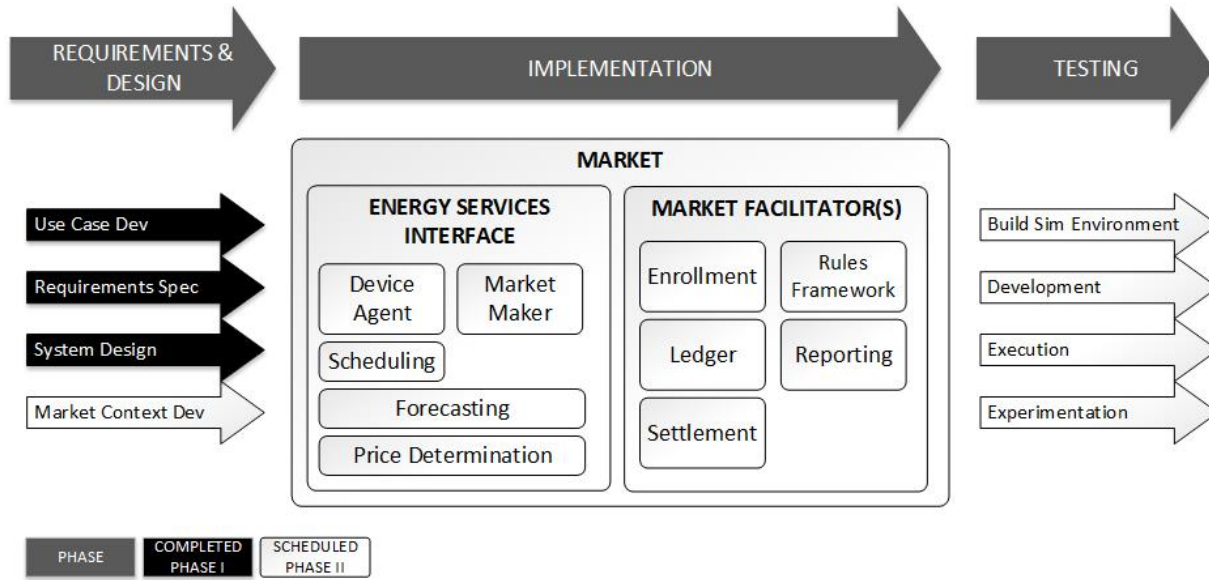 REQUIREMENTS &
DESIGN
IMPLEMENTATION
TESTING
MARKET
ENERGY SERVICES
INTERFACE
MARKET FACILITATOR(S)
Use Case Dev
Requirements Spec
System Design
Market Context Dev
Device
Agent
Market
Maker
Scheduling
Forecasting
Price Determination
Enrollment
Rules
Framework
Ledger
Reporting
Settlement
Build Sim Environment
Development
Execution
Experimentation
PHASE
COMPLETED
PHASE I
SCHEDULED
PHASE II